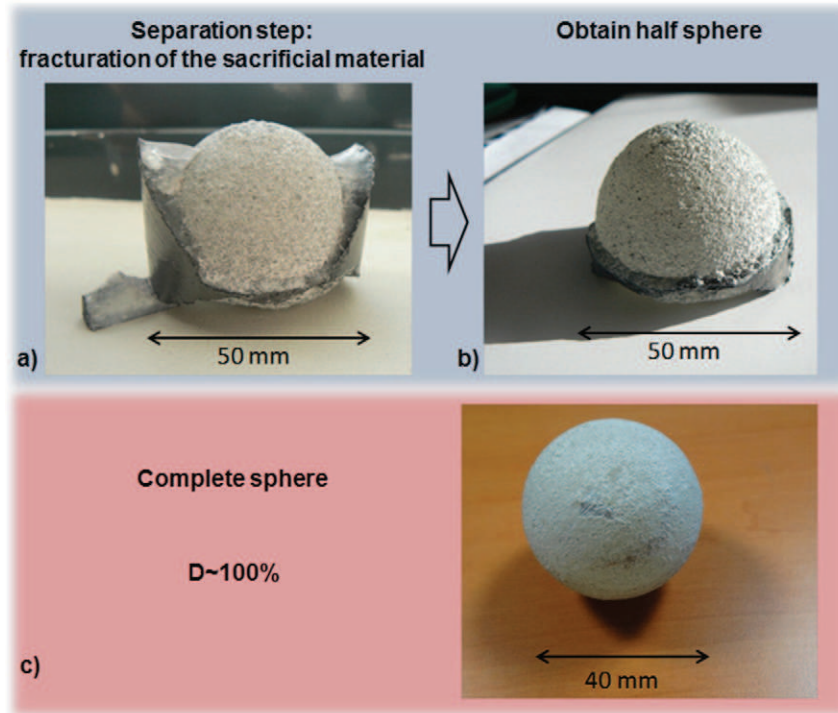 Separation step:
fracturation of the sacrificial material
Obtain half sphere
50 mm
a)
50 mm
b)
Complete sphere
D~100%
c)
40 mm